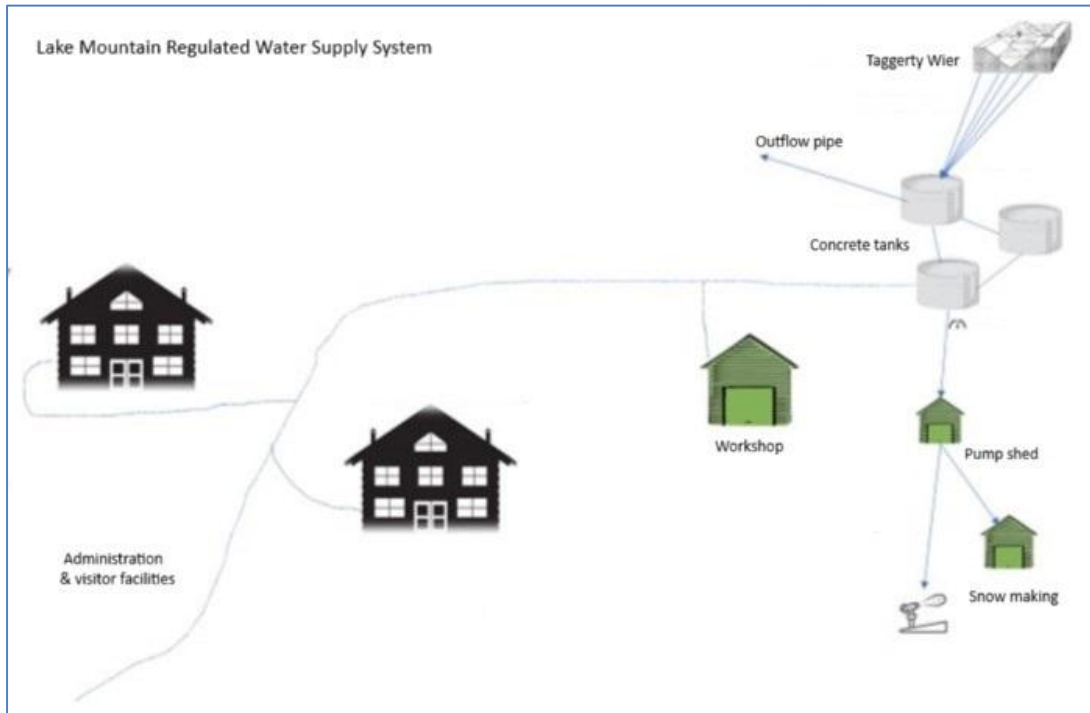 Lake Mountain Regulated Water Supply System
Taggerty Wier
Outflow pipe
Concrete tanks
Workshop
Pump shed
Administration
& visitor facilities
Snow making